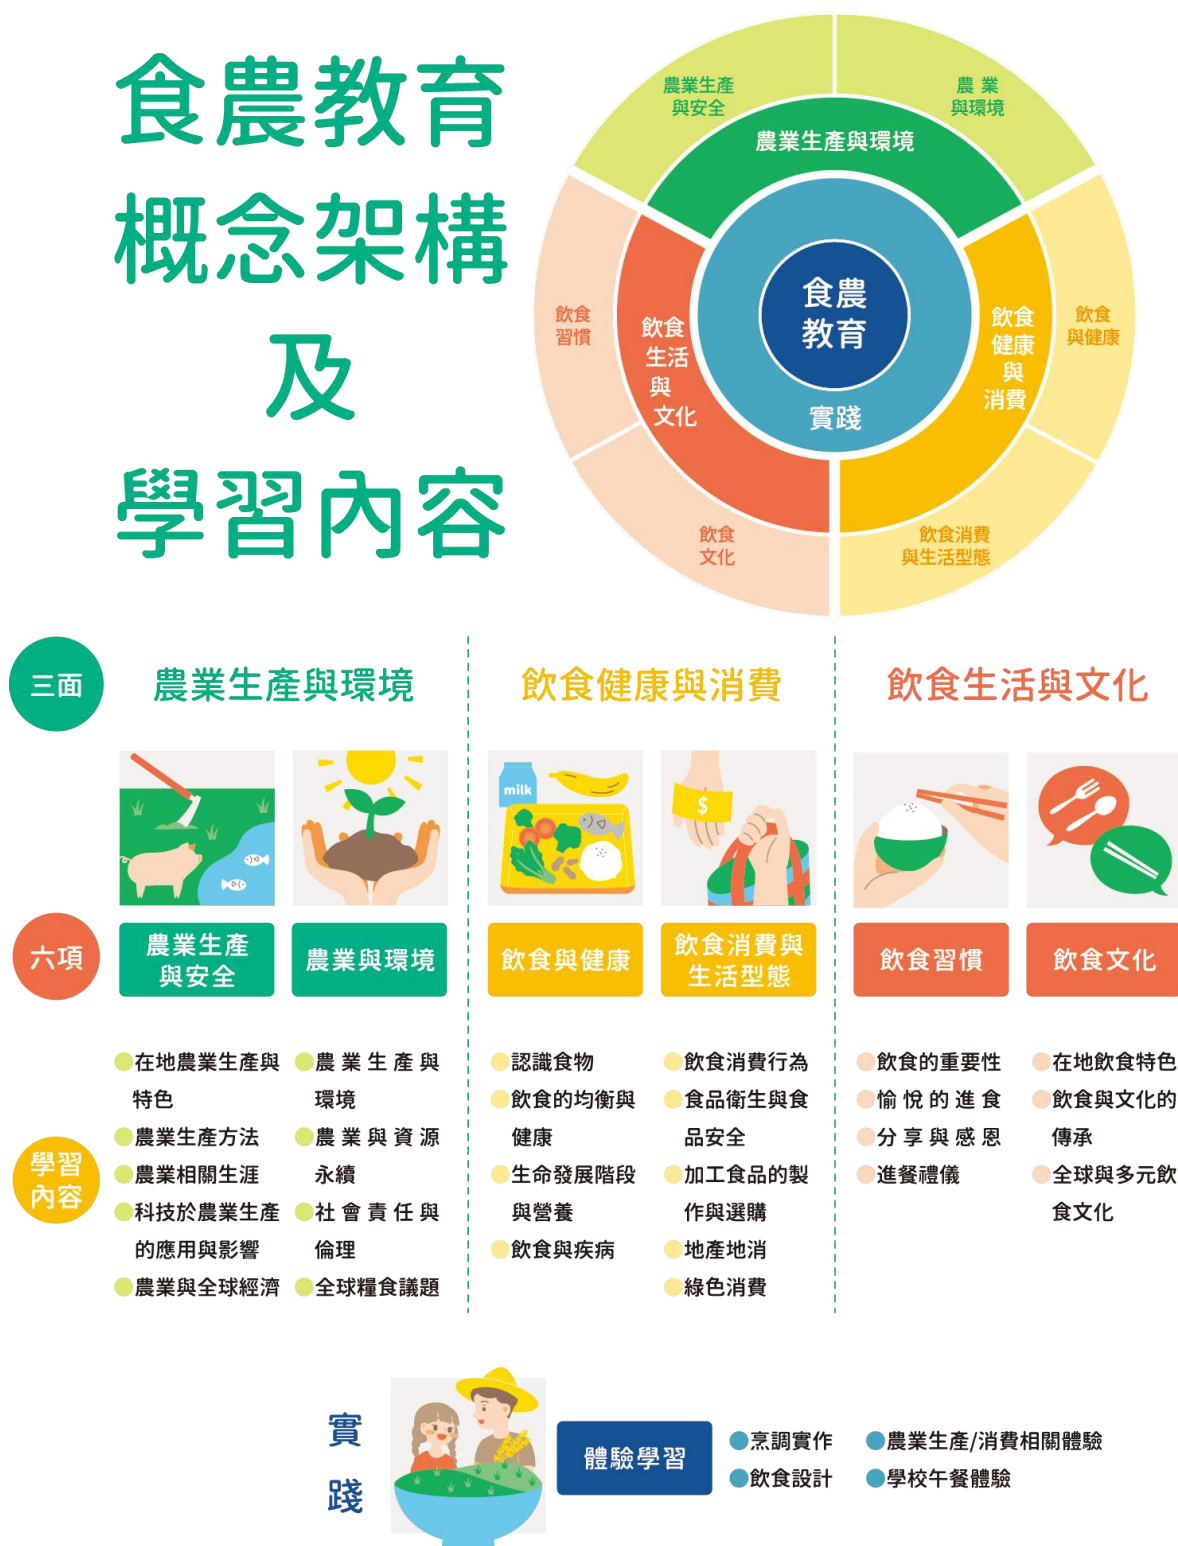 食農教育
概念架構
及
學習內容
農業生產
與安全
農 業
與環境
農業生產與環境
食農
教育
實踐
飲食
生活
與
文化
飲食
健康
與
消費
飲食
習慣
飲食
與健康
飲食
文化
飲食消費
與生活型態
三面
農業生產與環境
飲食健康與消費
飲食生活與文化
milk
$
六項
農業生產
與安全
農業與環境
飲食與健康
飲食消費與
生活型態
飲食習慣
飲食文化
學習
內容
●在地農業生產與
特色
●農業生產方法
●農業相關生涯
●科技於農業生產
的應用與影響
●農業與全球經濟
●農業生產與
環境
●農業與資源
永續
●社會責任與
倫理
●全球糧食議題
●認識食物
●飲食的均衡與
健康
●生命發展階段
與營養
●飲食與疾病
●飲食消費行為
●食品衛生與食
品安全
●加工食品的製
作與選購
●地產地消
●綠色消費
●飲食的重要性
●愉悅的進食
●分享與感恩
●進餐禮儀
●在地飲食特色
●飲食與文化的
傳承
●全球與多元飲
食文化
實
踐
體驗學習
●烹調實作
●飲食設計
●農業生產/消費相關體驗
●學校午餐體驗